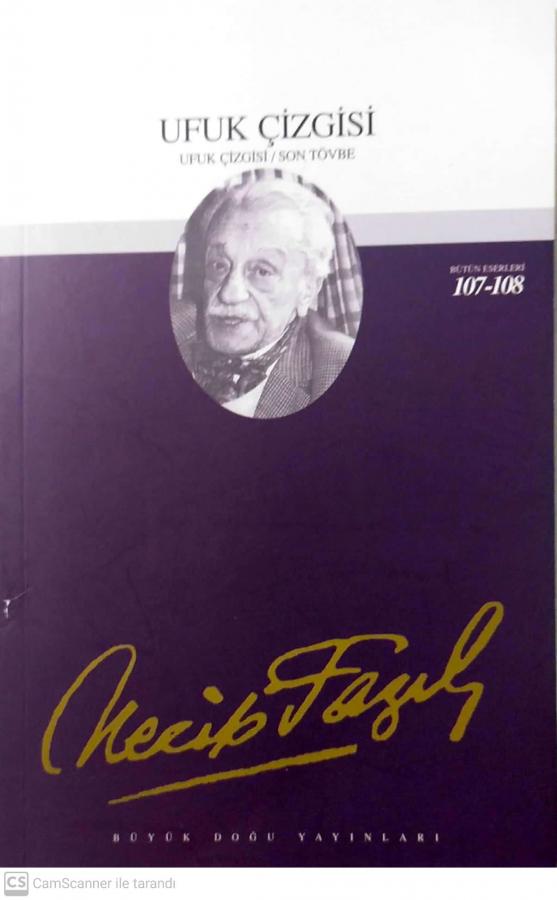 UFUK ÇİZGİSİ
UFUK ÇİZGİSİ / SON TÖVBE
BÜTÜN ESERLERİ
107-108
Necip Fazıl
BÜYÜK DOĞU YAYINLARI
CS CamScanner ile tarandı